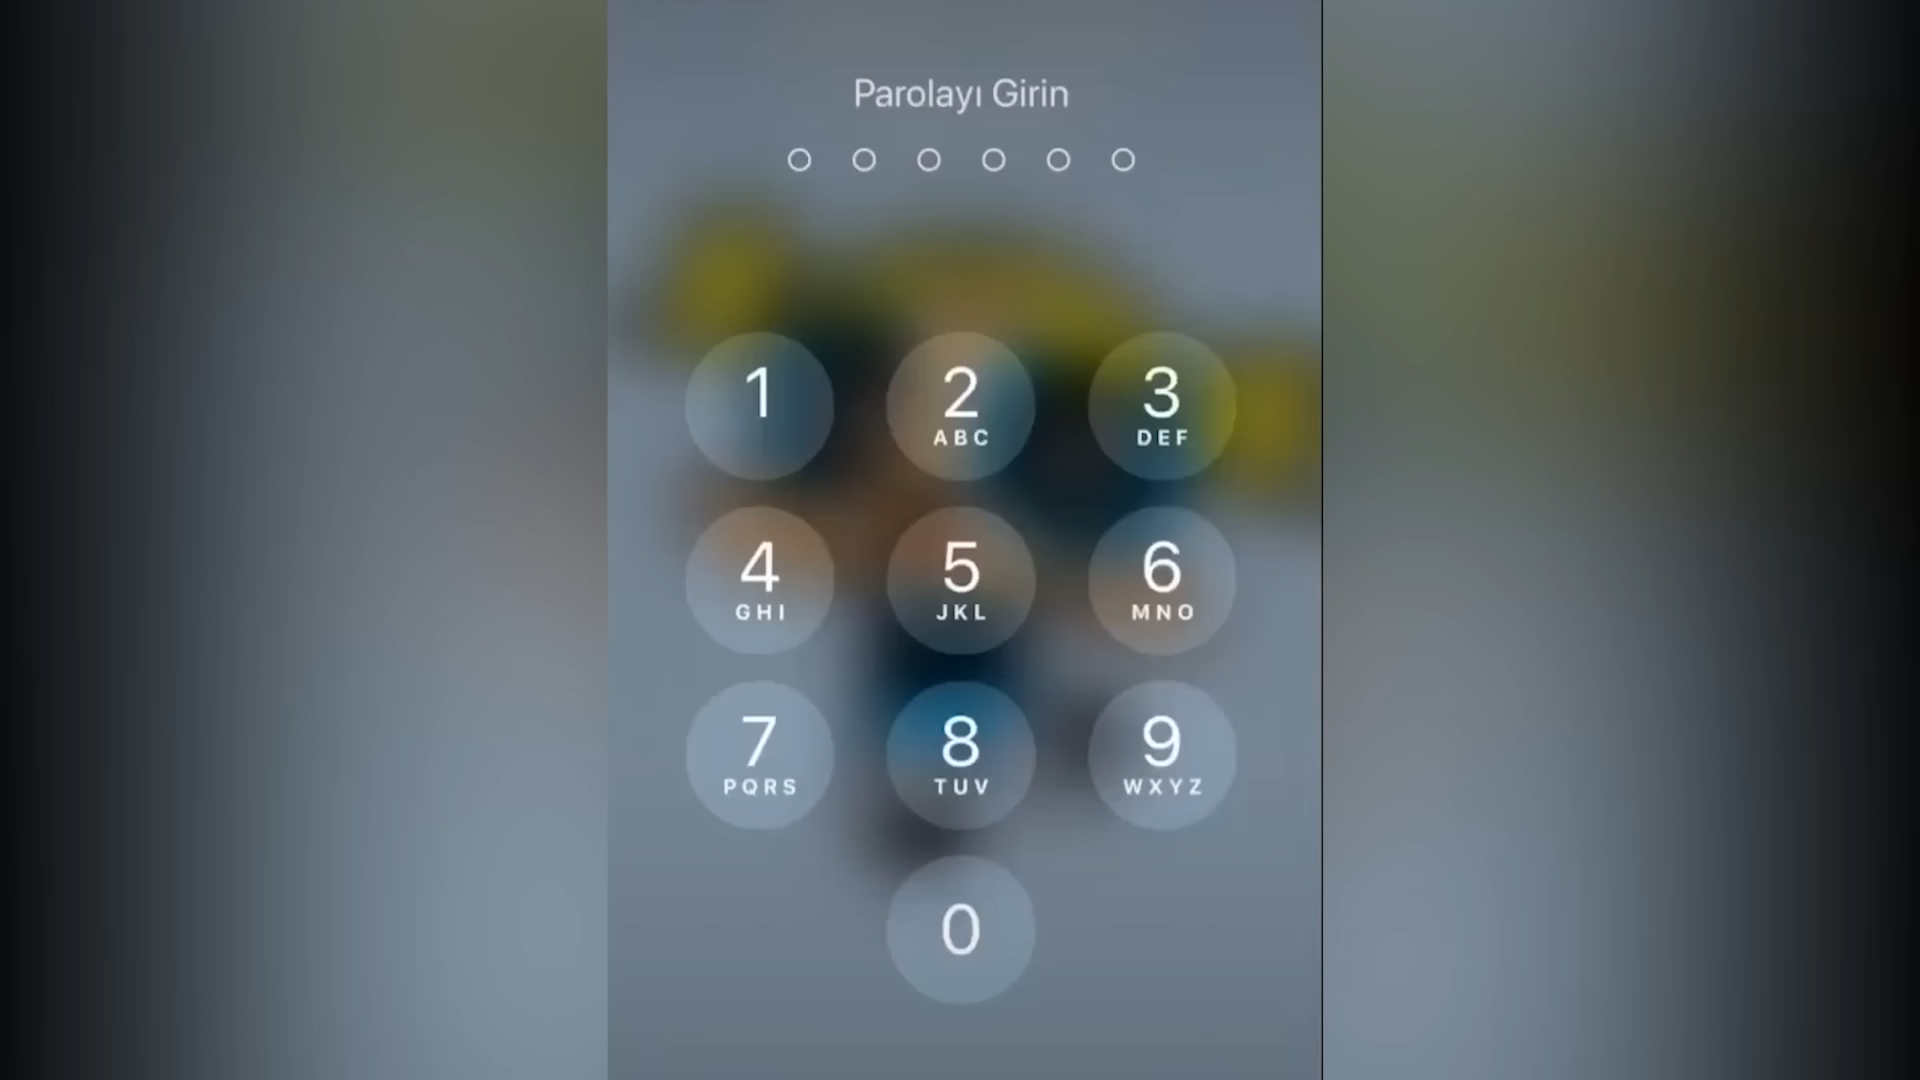 Parolayı Girin
1 2 3
ABC DEF
4 5 6
GHI JKL MNO
7 8 9
PQRS TUV WXYZ
0